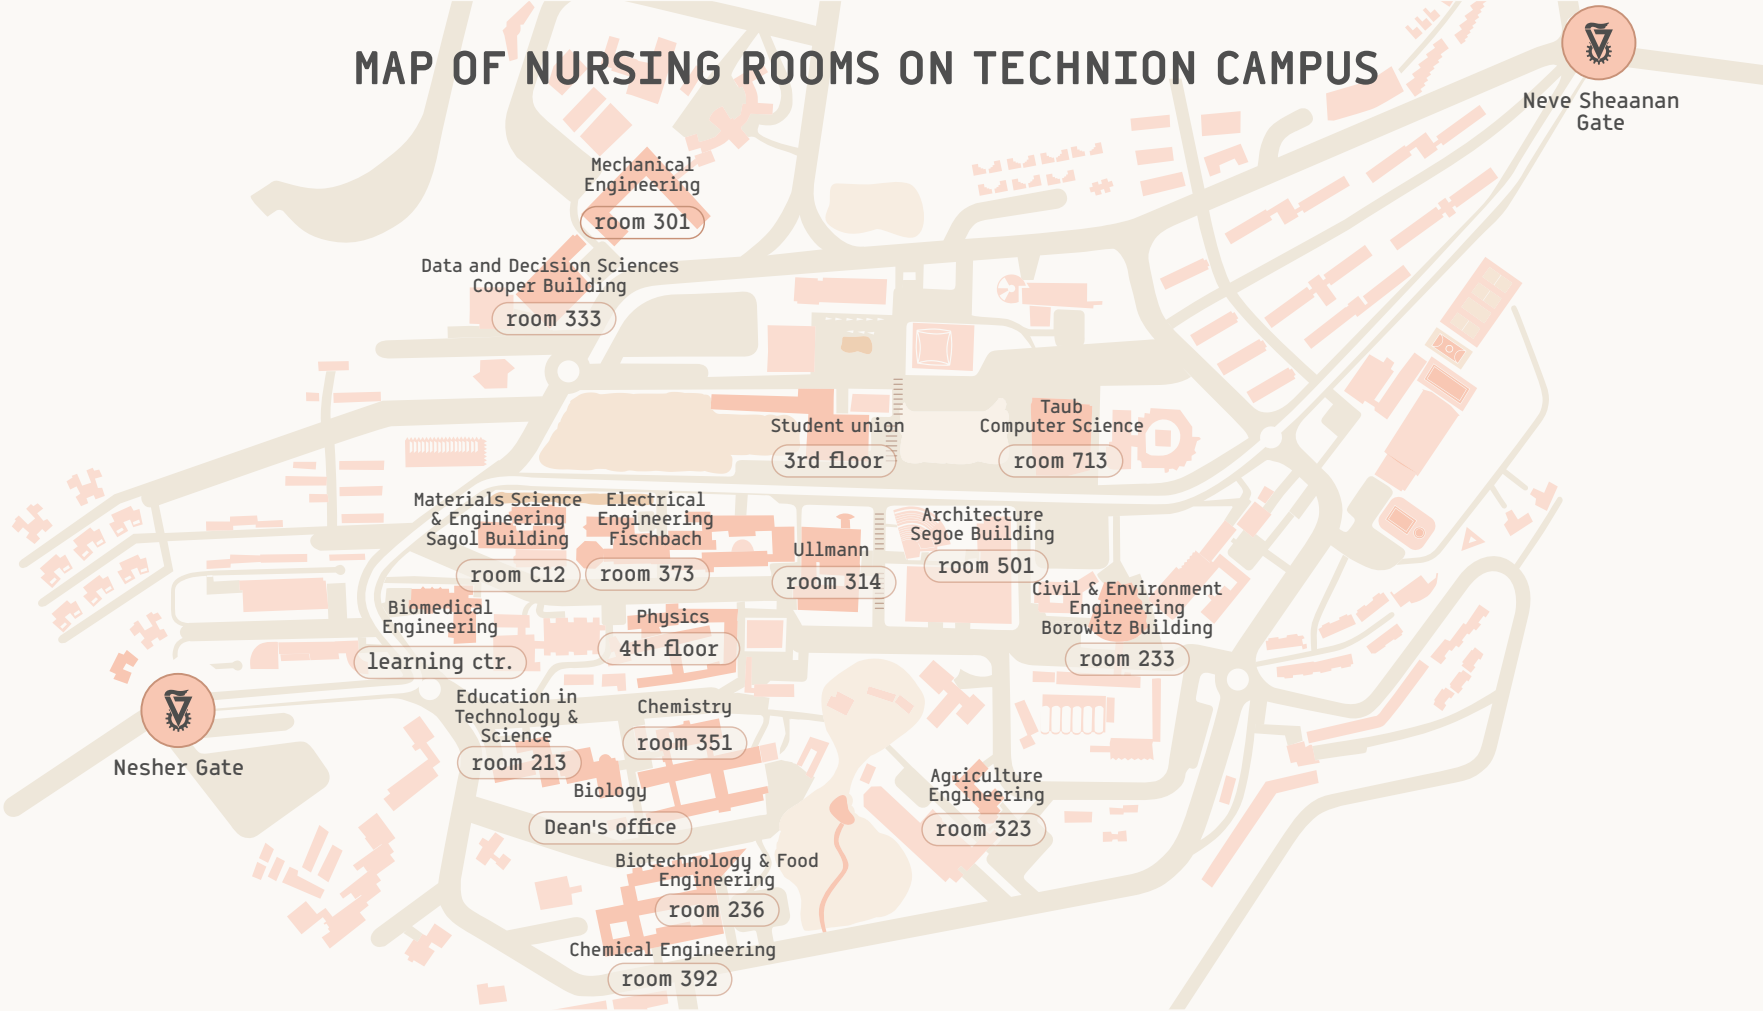 MAP OF NURSING ROOMS ON TECHNION CAMPUS
Neve Sheaanan
Gate
Mechanical
Engineering
room 301
Data and Decision Sciences
Cooper Building
room 333
Student union
3rd floor
Taub
Computer Science
room 713
Materials Science
& Engineering
Sagol Building
room C12
Electrical
Engineering
Fischbach
room 373
Ullmann
room 314
Architecture
Segoe Building
room 501
Civil & Environment
Engineering
Borowitz Building
room 233
Biomedical
Engineering
learning ctr.
Physics
4th floor
Nesher Gate
Education in
Technology &
Science
room 213
Chemistry
room 351
Biology
Dean's office
Agriculture
Engineering
room 323
Biotechnology & Food
Engineering
room 236
Chemical Engineering
room 392